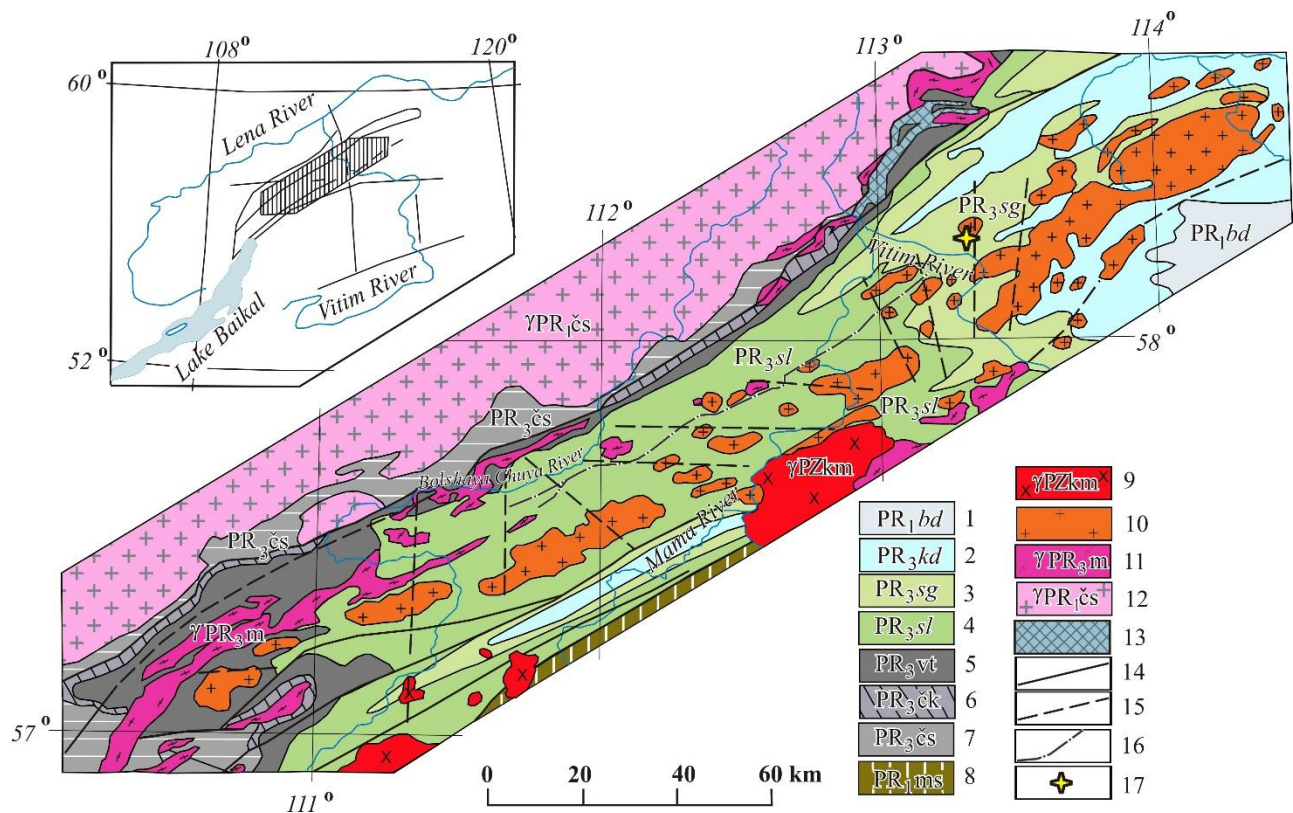 108°
120°
60°
Lena River
52°
Lake Baikal
Vitim River
113°
114°
112°
PR₃sg
Vitim River
PR₁bd
γPR₁čs
58°
PR₃sl
PR₃čs
PR₃sl
Bolshaya Chuya River
γPZkm
PR₃čs
Mama River
γPR₃m
57°
111°
0 20 40 60 km
PR₁bd 1
PR₃kd 2
PR₃sg 3
PR₃sl 4
PR₃vt 5
PR₃čk 6
PR₃čs 7
PR₁ms 8
γPZkm 9
10
γPR₃m 11
γPR₁čs 12
13
14
15
16
17